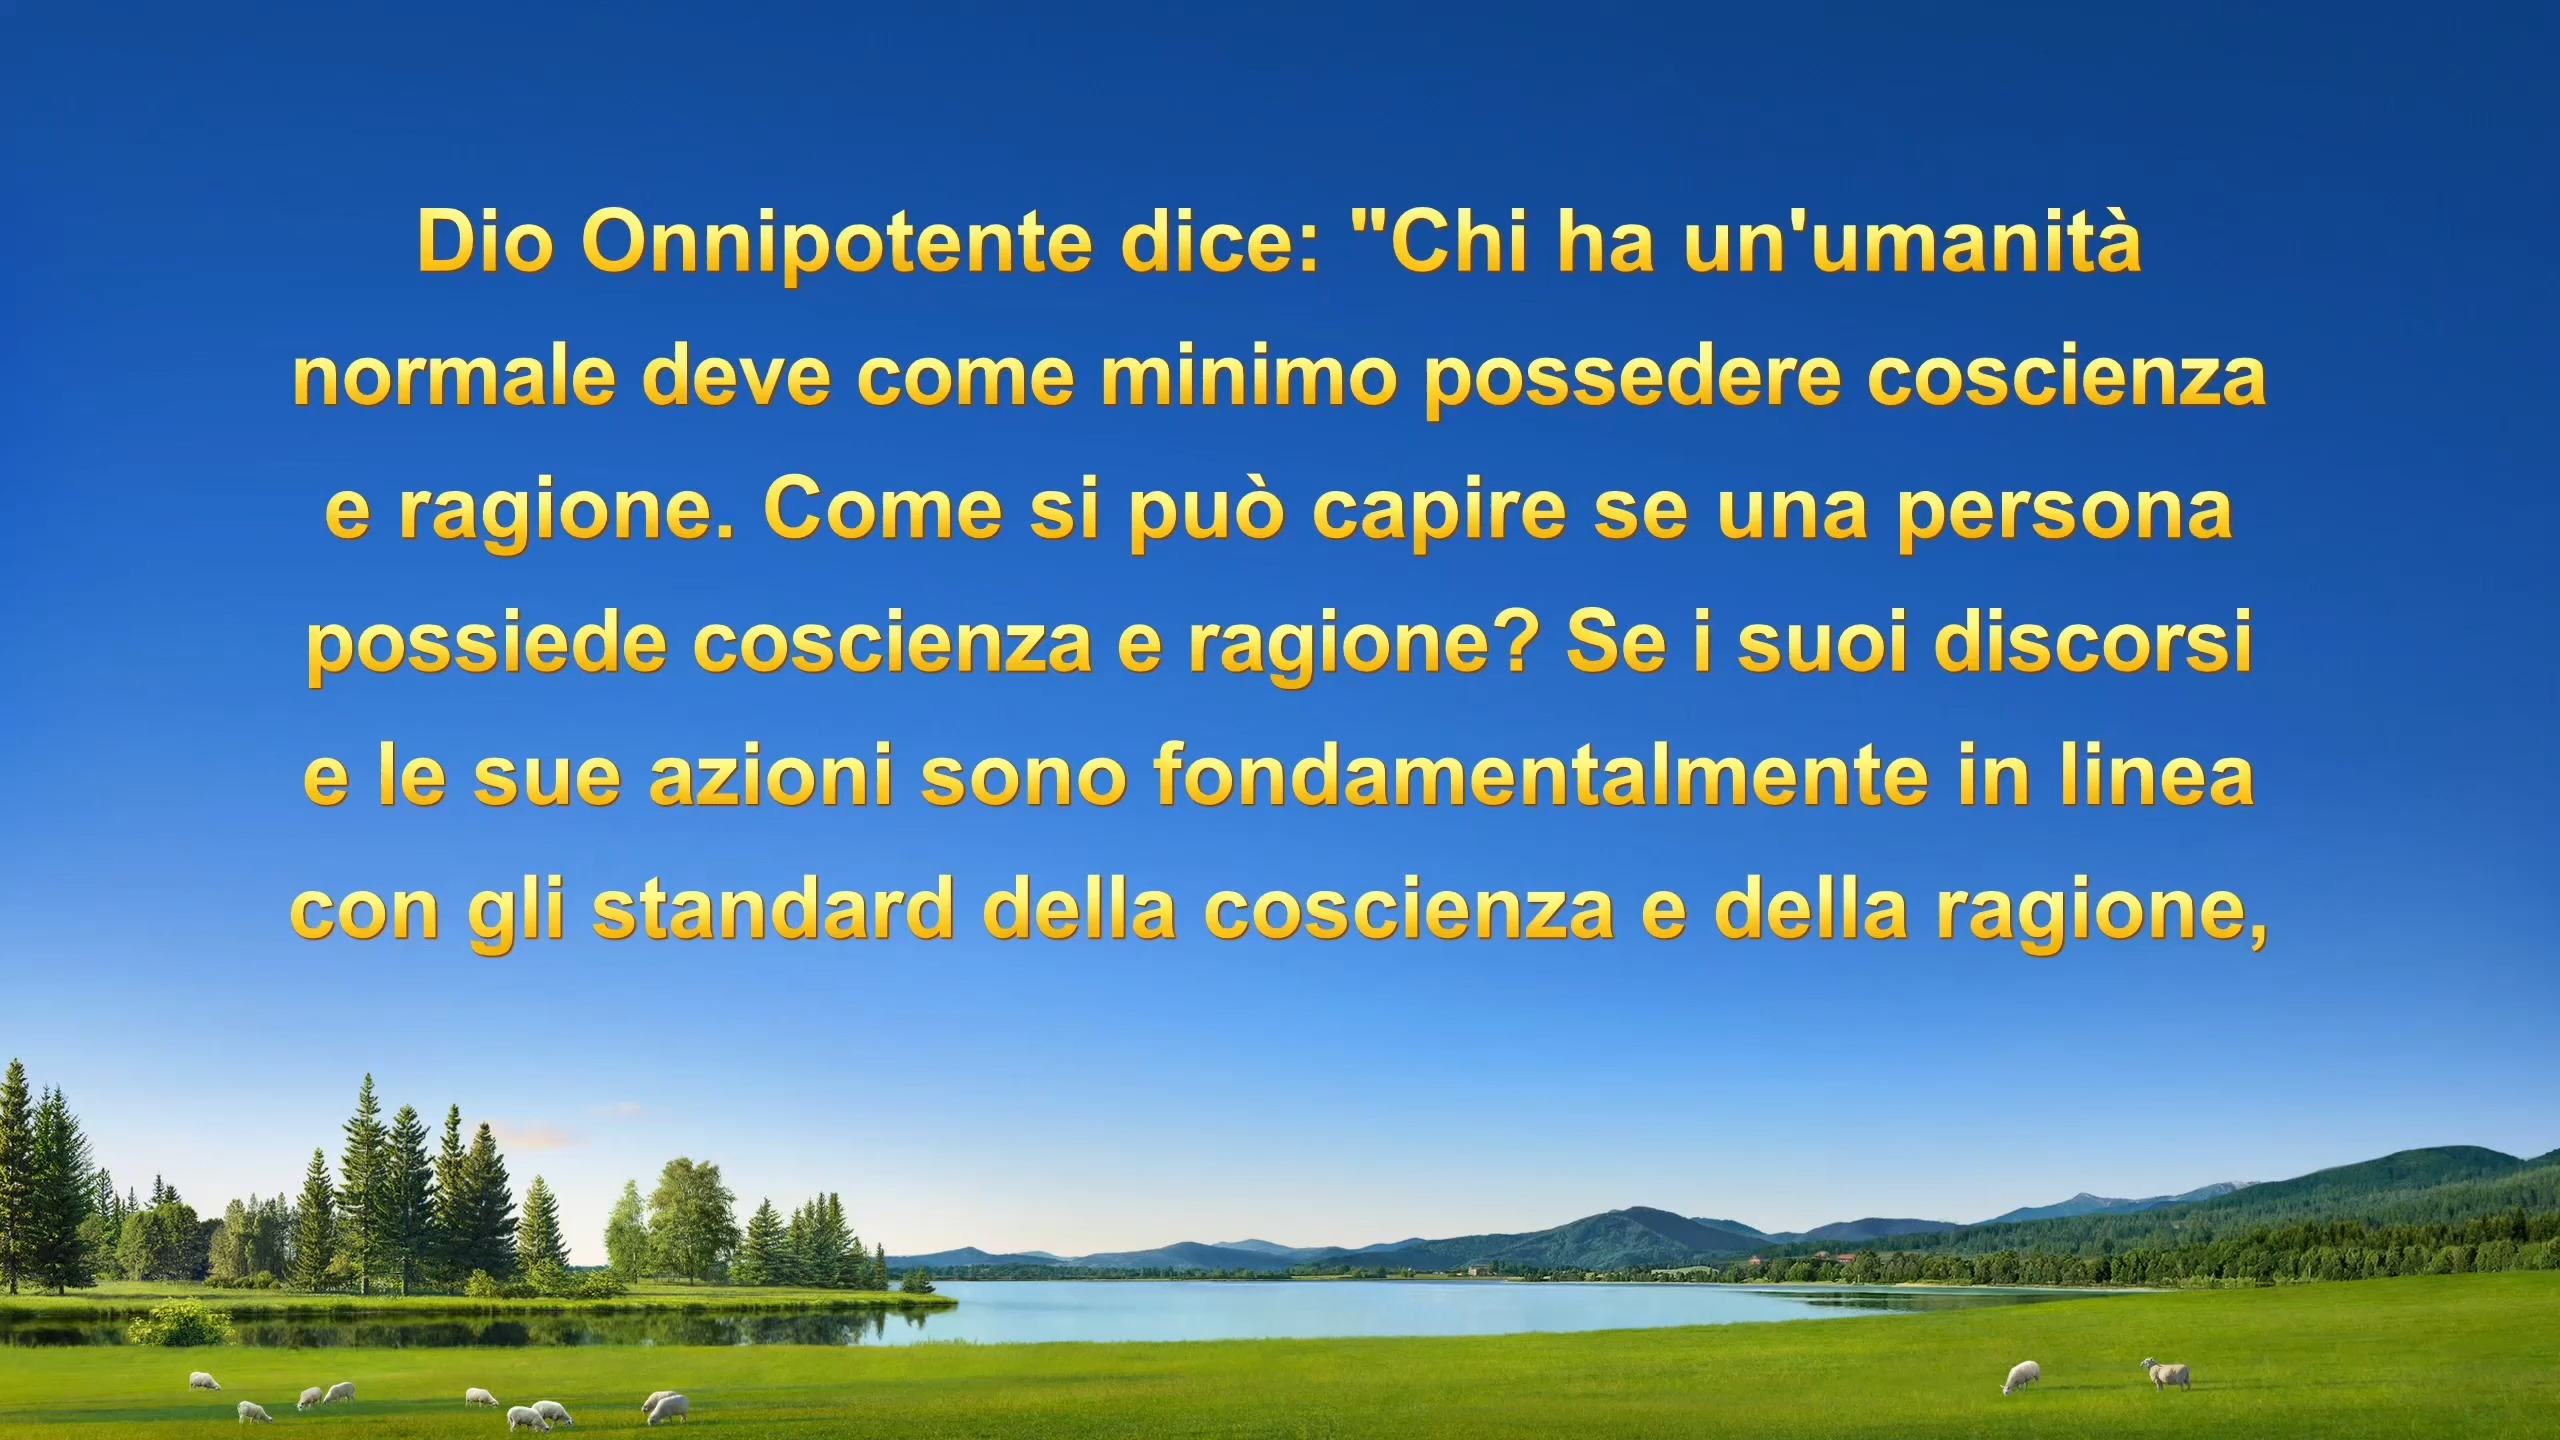 Dio Onnipotente dice: "Chi ha un'umanità
normale deve come minimo possedere coscienza
e ragione. Come si può capire se una persona
possiede coscienza e ragione? Se i suoi discorsi
e le sue azioni sono fondamentalmente in linea
con gli standard della coscienza e della ragione,